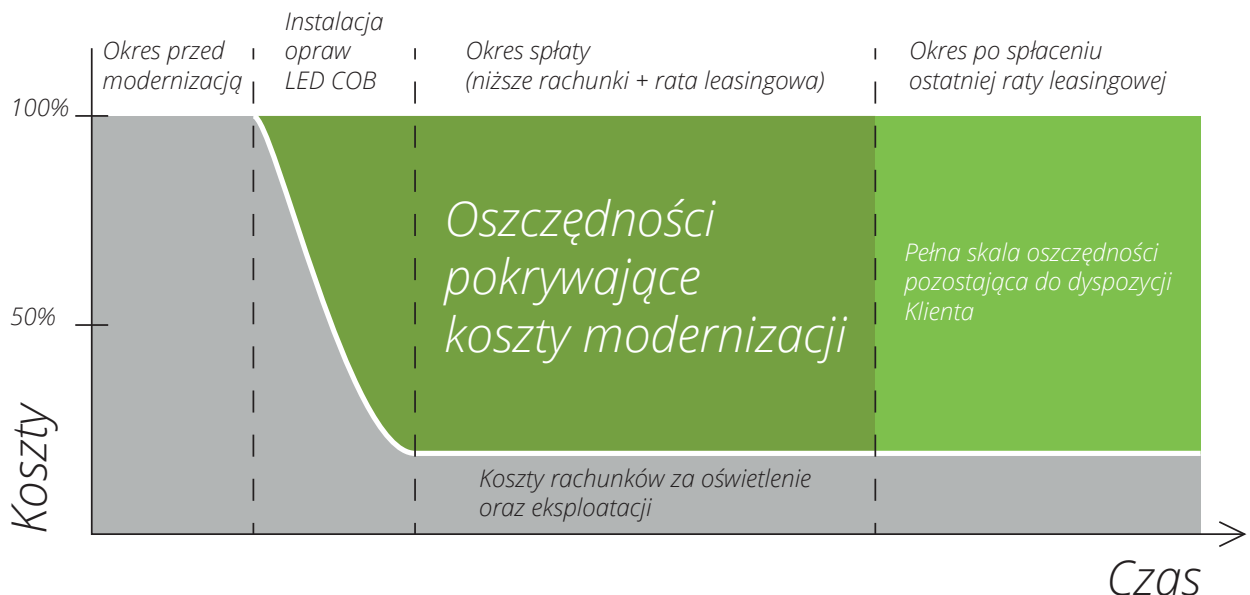 Okres przed
modernizacją
Instalacja
opraw
LED COB
Okres spłaty
(niższe rachunki + rata leasingowa)
Okres po spłaceniu
ostatniej raty leasingowej
100%
50%
Koszty
Oszczędności
pokrywające
koszty modernizacji
Pełna skala oszczędności
pozostająca do dyspozycji
Klienta
Koszty rachunków za oświetlenie
oraz eksploatacji
Czas